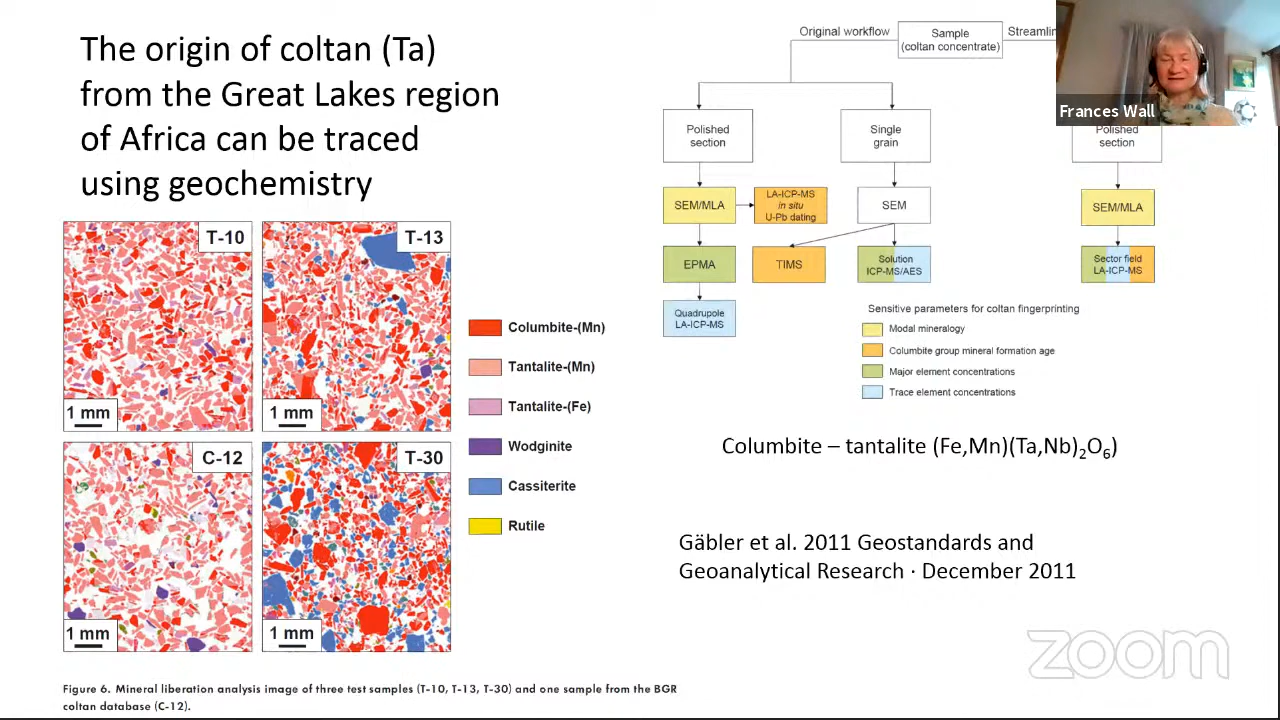 The origin of coltan (Ta)
from the Great Lakes region
of Africa can be traced
using geochemistry
T-10
1 mm
T-13
1 mm
C-12
1 mm
T-30
1 mm
Columbite-(Mn)
Tantalite-(Mn)
Tantalite-(Fe)
Wodginite
Cassiterite
Rutile
Figure 6. Mineral liberation analysis image of three test samples (T-10, T-13, T-30) and one sample from the BGR
coltan database (C-12).
Original workflow
Sample
(coltan concentrate)
Streamlin
Frances Wall
Polished
section
Single
grain
Polished
section
SEM/MLA
LA-ICP-MS
in situ
U-Pb dating
SEM
SEM/MLA
EPMA
TIMS
Solution
ICP-MS/AES
Sector field
LA-ICP-MS
Quadrupole
LA-ICP-MS
Sensitive parameters for coltan fingerprinting
Modal mineralogy
Columbite group mineral formation age
Major element concentrations
Trace element concentrations
Columbite – tantalite (Fe,Mn)(Ta,Nb)₂O₆)
Gäbler et al. 2011 Geostandards and
Geoanalytical Research · December 2011
zoom